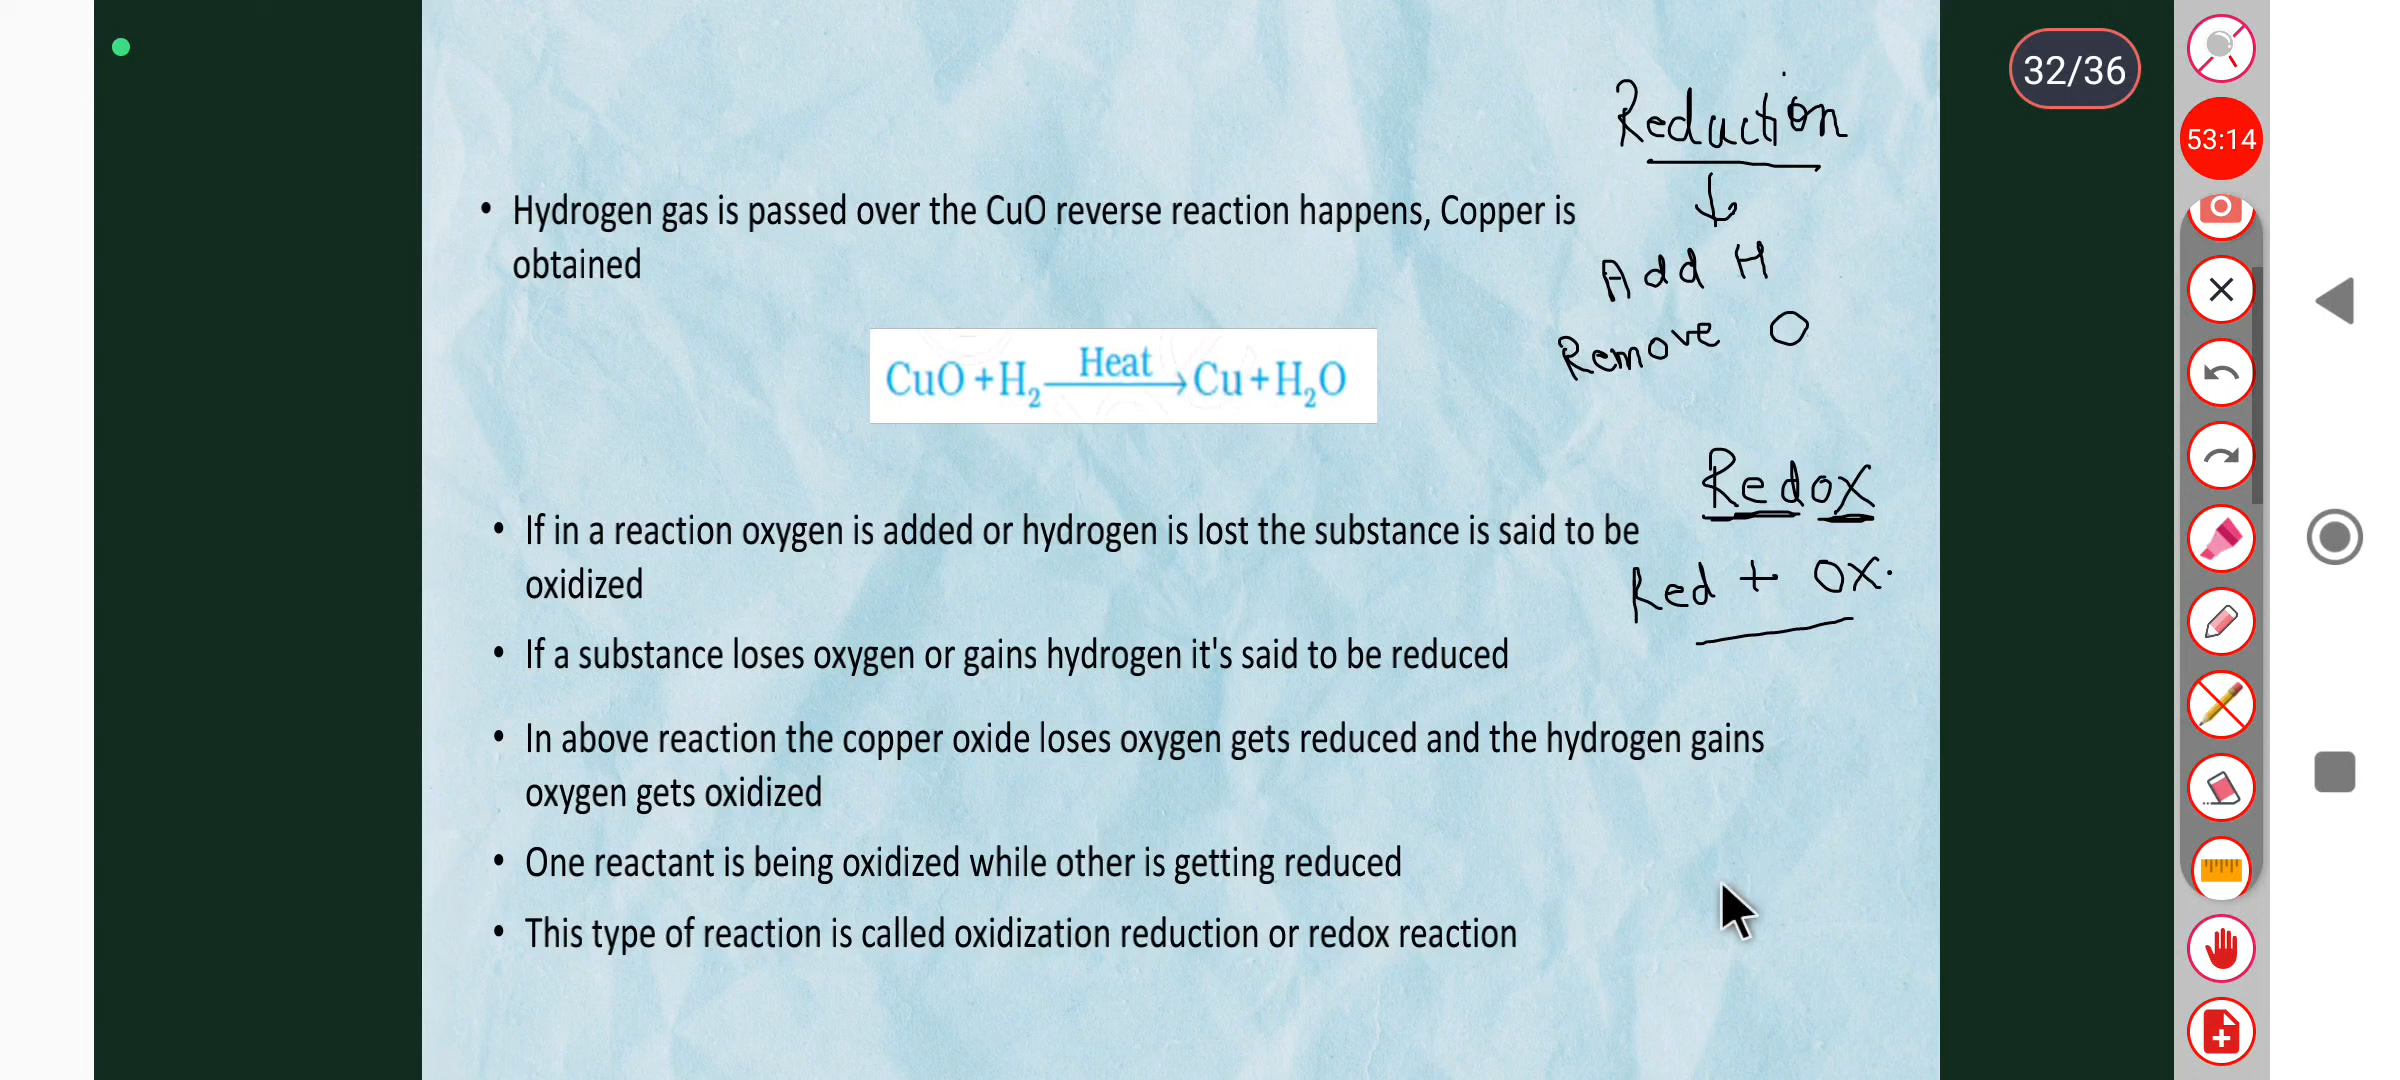 32/36
53:14
Reduction
• Hydrogen gas is passed over the CuO reverse reaction happens, Copper is
obtained
Add H
Remove O
CuO + H₂ Heat → Cu + H₂O
Redox
Red + Ox.
• If in a reaction oxygen is added or hydrogen is lost the substance is said to be
oxidized
• If a substance loses oxygen or gains hydrogen it's said to be reduced
• In above reaction the copper oxide loses oxygen gets reduced and the hydrogen gains
oxygen gets oxidized
• One reactant is being oxidized while other is getting reduced
• This type of reaction is called oxidization reduction or redox reaction